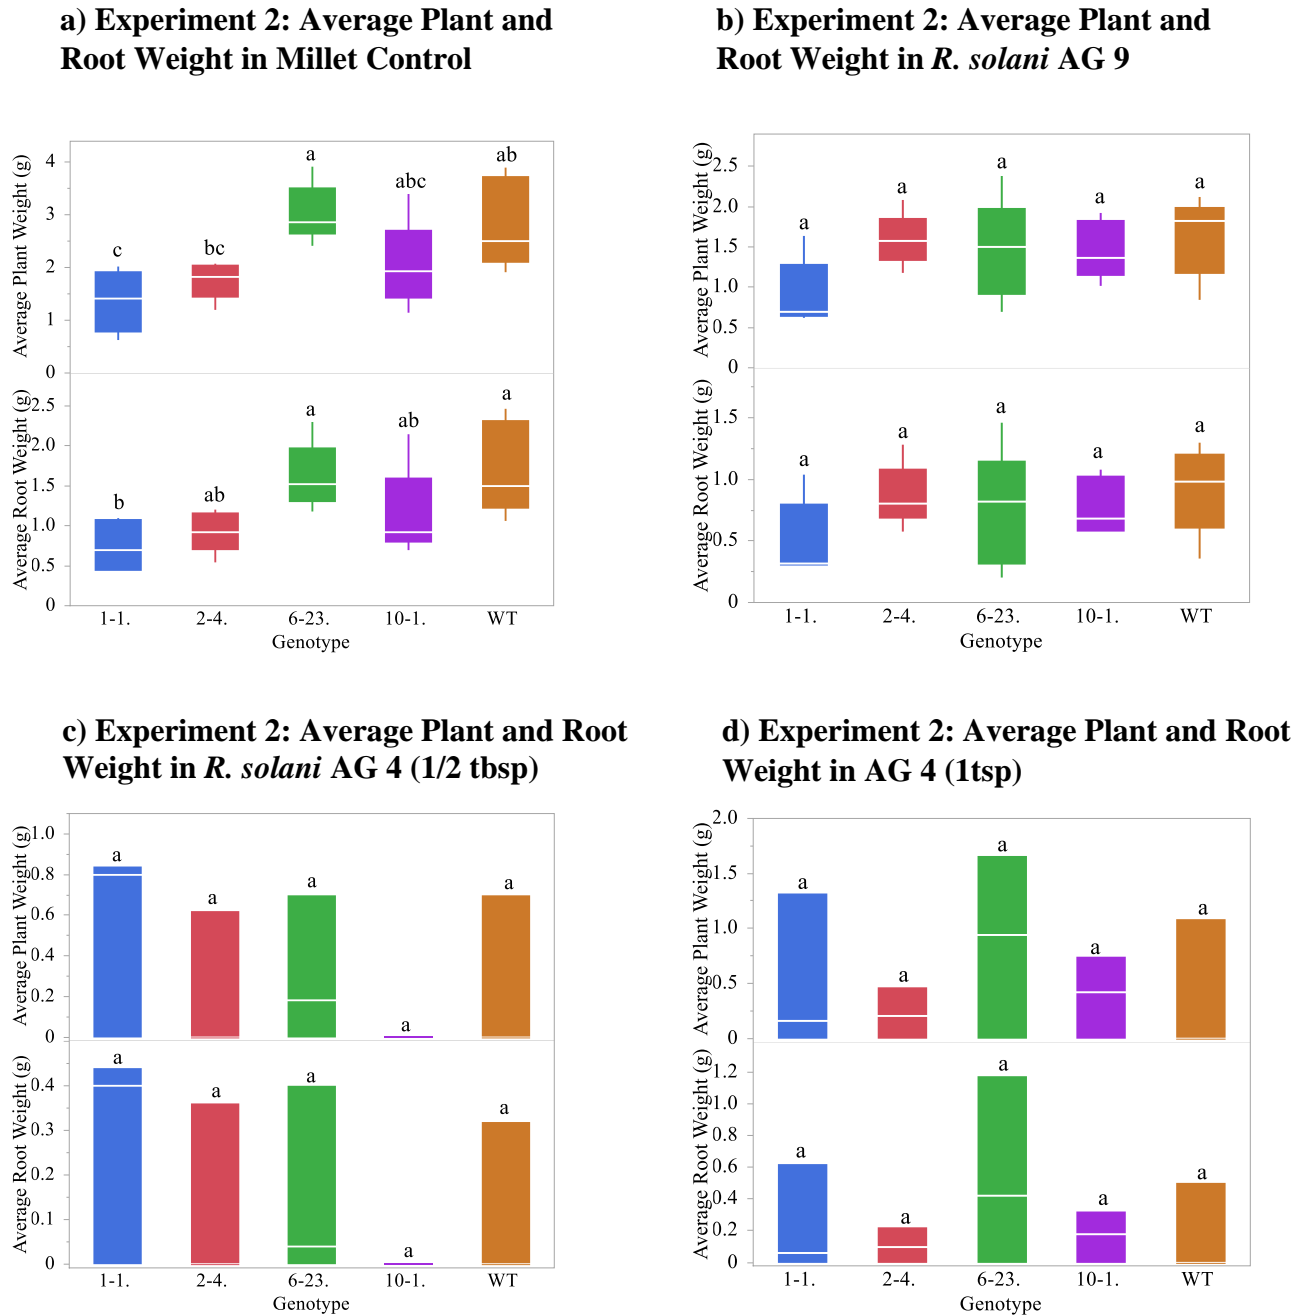 a) Experiment 2: Average Plant and
Root Weight in Millet Control
Average Plant Weight (g)
4
3
2
1
0
c
bc
a
abc
ab
Average Root Weight (g)
2.5
2.0
1.5
1.0
0.5
0
b
ab
a
ab
a
1-1.
2-4.
6-23.
10-1.
WT
Genotype
b) Experiment 2: Average Plant and
Root Weight in R. solani AG 9
Average Plant Weight (g)
2.5
2.0
1.5
1.0
0.5
0
a
a
a
a
a
Average Root Weight (g)
1.5
1.0
0.5
0
a
a
a
a
a
1-1.
2-4.
6-23.
10-1.
WT
Genotype
c) Experiment 2: Average Plant and Root
Weight in R. solani AG 4 (1/2 tbsp)
Average Plant Weight (g)
1.0
0.8
0.6
0.4
0.2
0
a
a
a
a
a
Average Root Weight (g)
0.4
0.3
0.2
0.1
0
a
a
a
a
a
1-1.
2-4.
6-23.
10-1.
WT
Genotype
d) Experiment 2: Average Plant and Root
Weight in AG 4 (1tsp)
Average Plant Weight (g)
2.0
1.5
1.0
0.5
0
a
a
a
a
a
Average Root Weight (g)
1.2
1.0
0.8
0.6
0.4
0.2
0
a
a
a
a
a
1-1.
2-4.
6-23.
10-1.
WT
Genotype